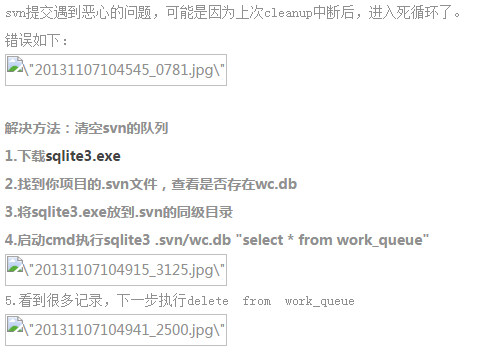 svn提交遇到恶心的问题，可能是因为上次cleanup中断后，进入死循环了。
错误如下：
\"20131107104545_0781.jpg\"
解决方法：清空svn的队列
1.下载sqlite3.exe
2.找到你项目的.svn文件，查看是否存在wc.db
3.将sqlite3.exe放到.svn的同级目录
4.启动cmd执行sqlite3 .svn/wc.db "select * from work_queue"
\"20131107104915_3125.jpg\"
5.看到很多记录，下一步执行delete from work_queue
\"20131107104941_2500.jpg\"